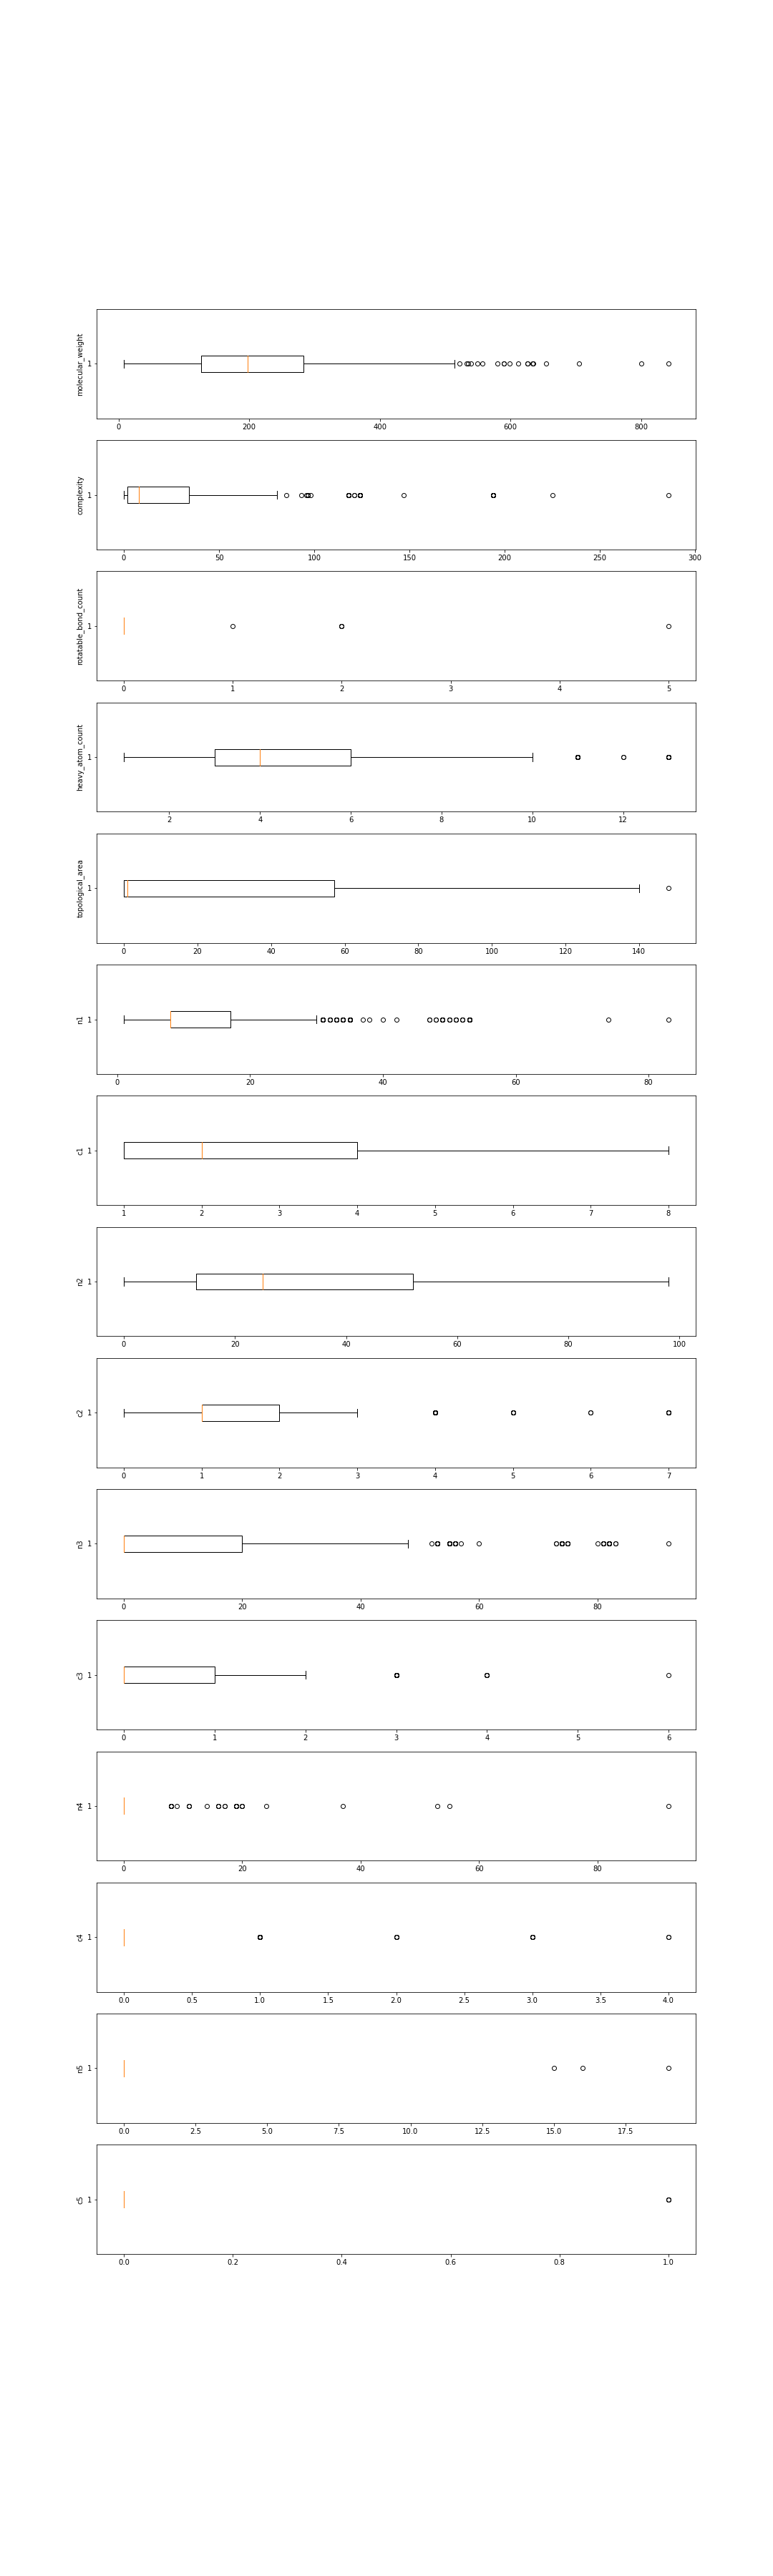 molecular_weight
1
0 200 400 600 800
complexity
1
0 50 100 150 200 250 300
rotatable_bond_count
1
0 1 2 3 4 5
heavy_atom_count
1
2 4 6 8 10 12
topological_area
1
0 20 40 60 80 100 120 140
n1
1
0 20 40 60 80
c1
1
1 2 3 4 5 6 7 8
n2
1
0 20 40 60 80 100
c2
1
0 1 2 3 4 5 6 7
n3
1
0 20 40 60 80
c3
1
0 1 2 3 4 5 6
n4
1
0 20 40 60 80
c4
1
0.0 0.5 1.0 1.5 2.0 2.5 3.0 3.5 4.0
n5
1
0.0 2.5 5.0 7.5 10.0 12.5 15.0 17.5
c5
1
0.0 0.2 0.4 0.6 0.8 1.0